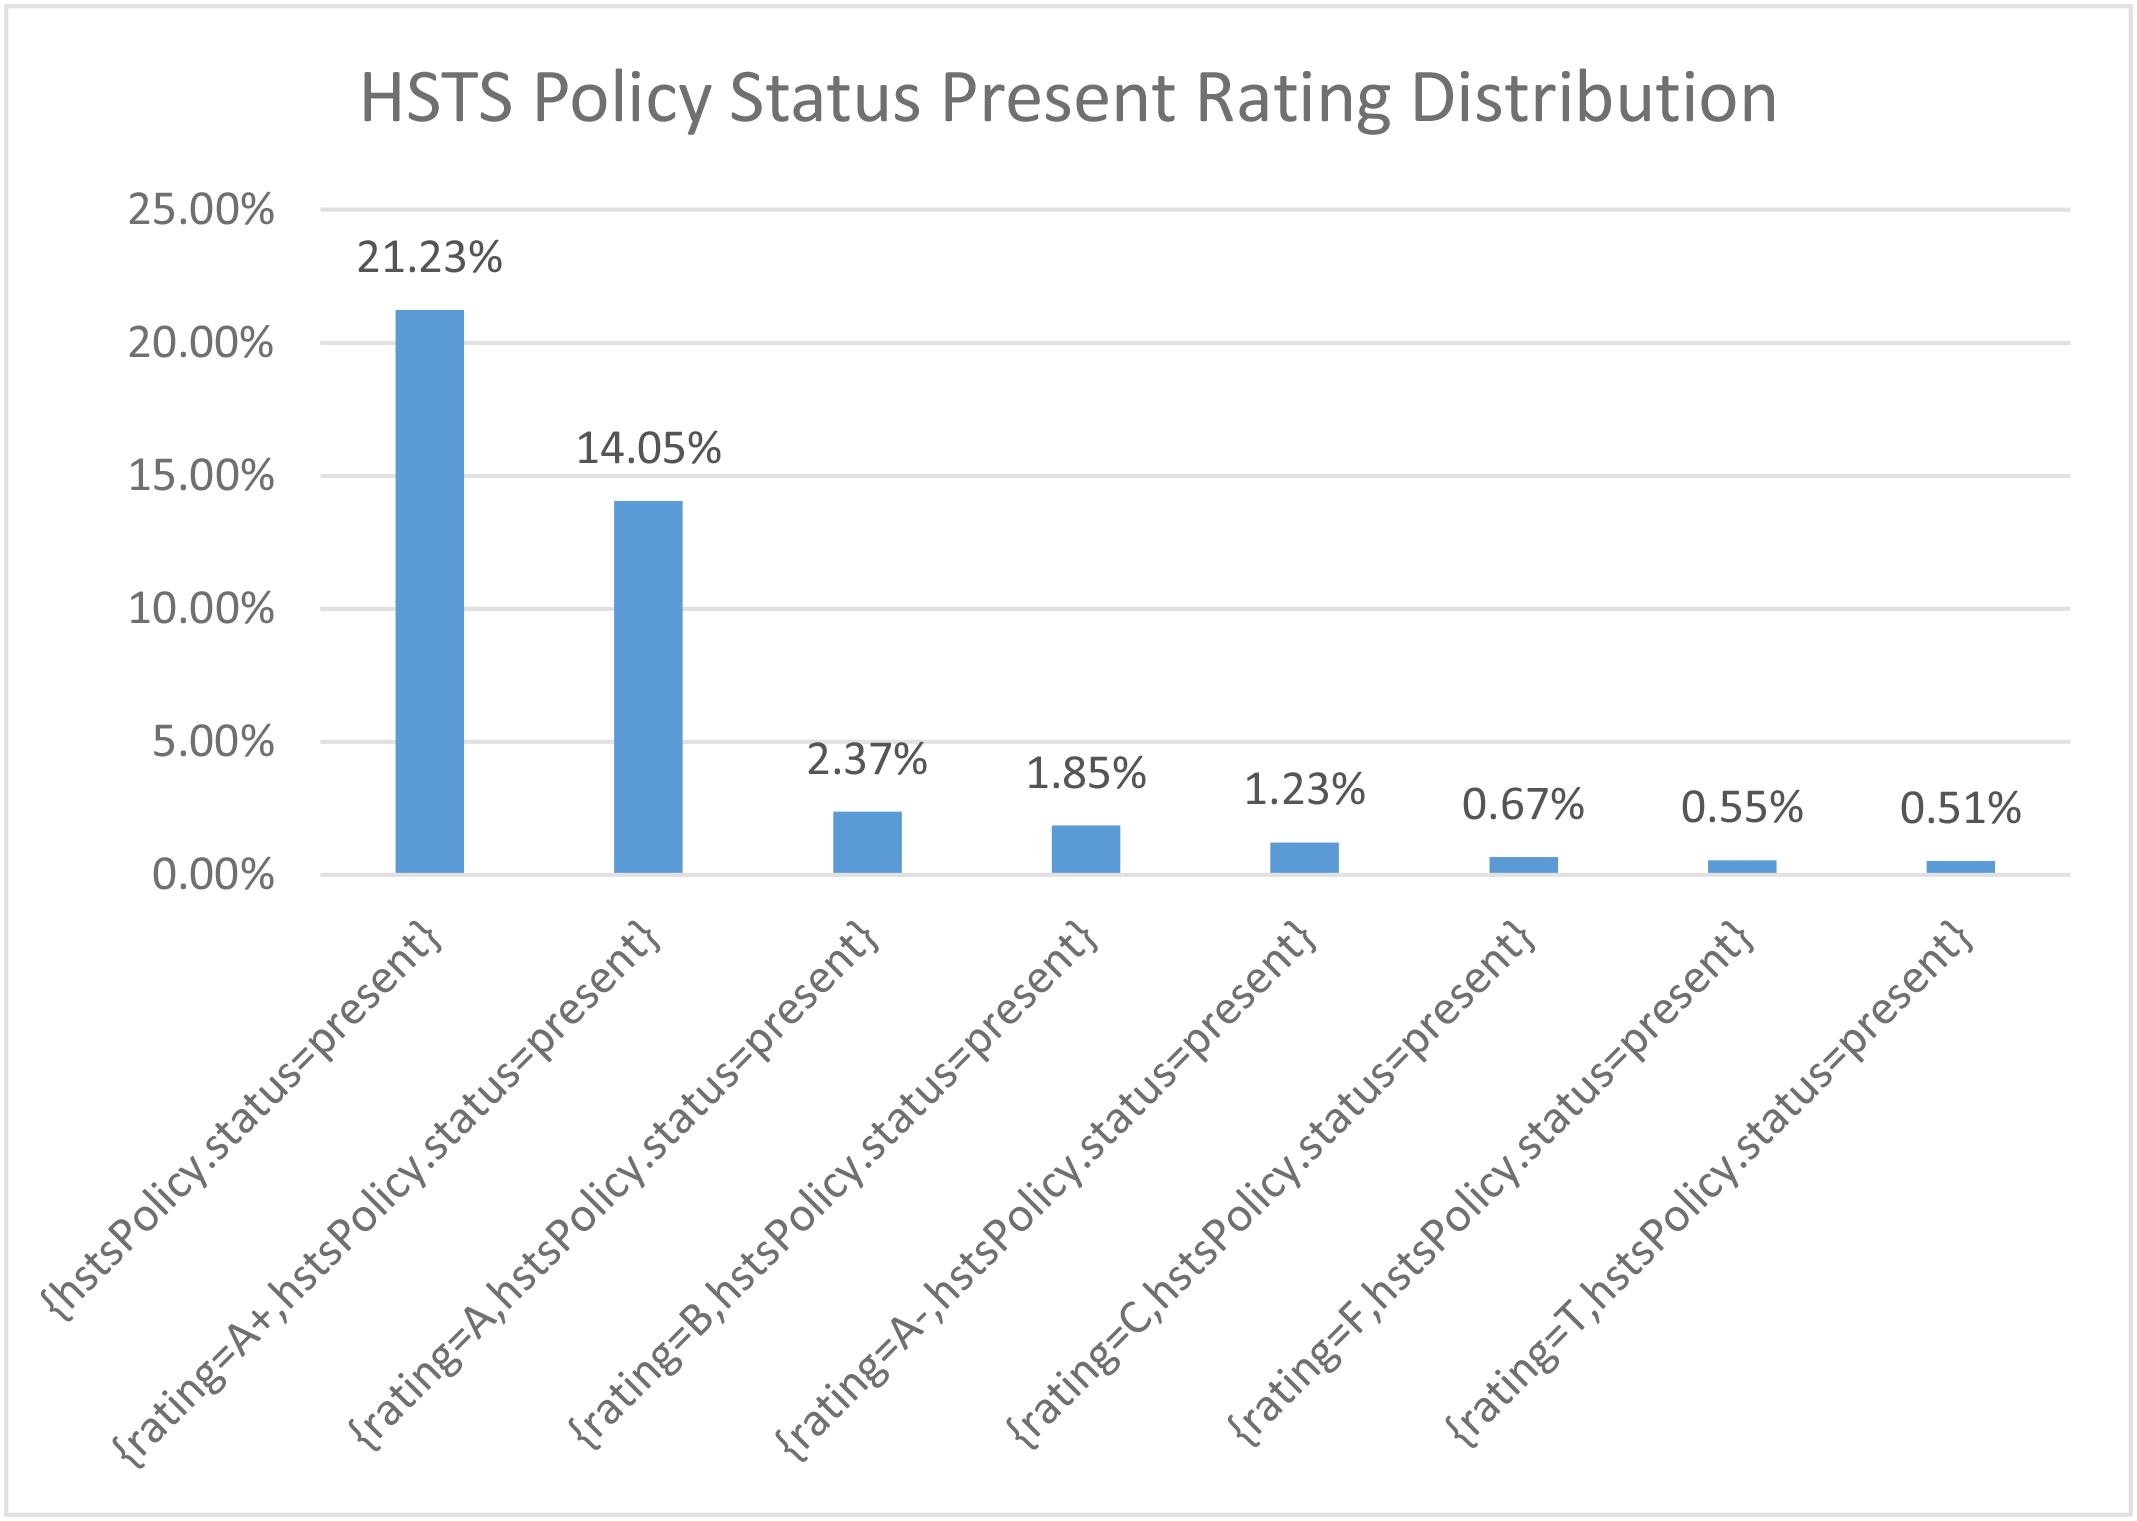 HSTS Policy Status Present Rating Distribution
25.00%
20.00%
15.00%
10.00%
5.00%
0.00%
21.23%
14.05%
2.37%
1.85%
1.23%
0.67%
0.55%
0.51%
{hstsPolicy.status=present}
{rating=A+,hstsPolicy.status=present}
{rating=A,hstsPolicy.status=present}
{rating=B,hstsPolicy.status=present}
{rating=A-,hstsPolicy.status=present}
{rating=C,hstsPolicy.status=present}
{rating=F,hstsPolicy.status=present}
{rating=T,hstsPolicy.status=present}